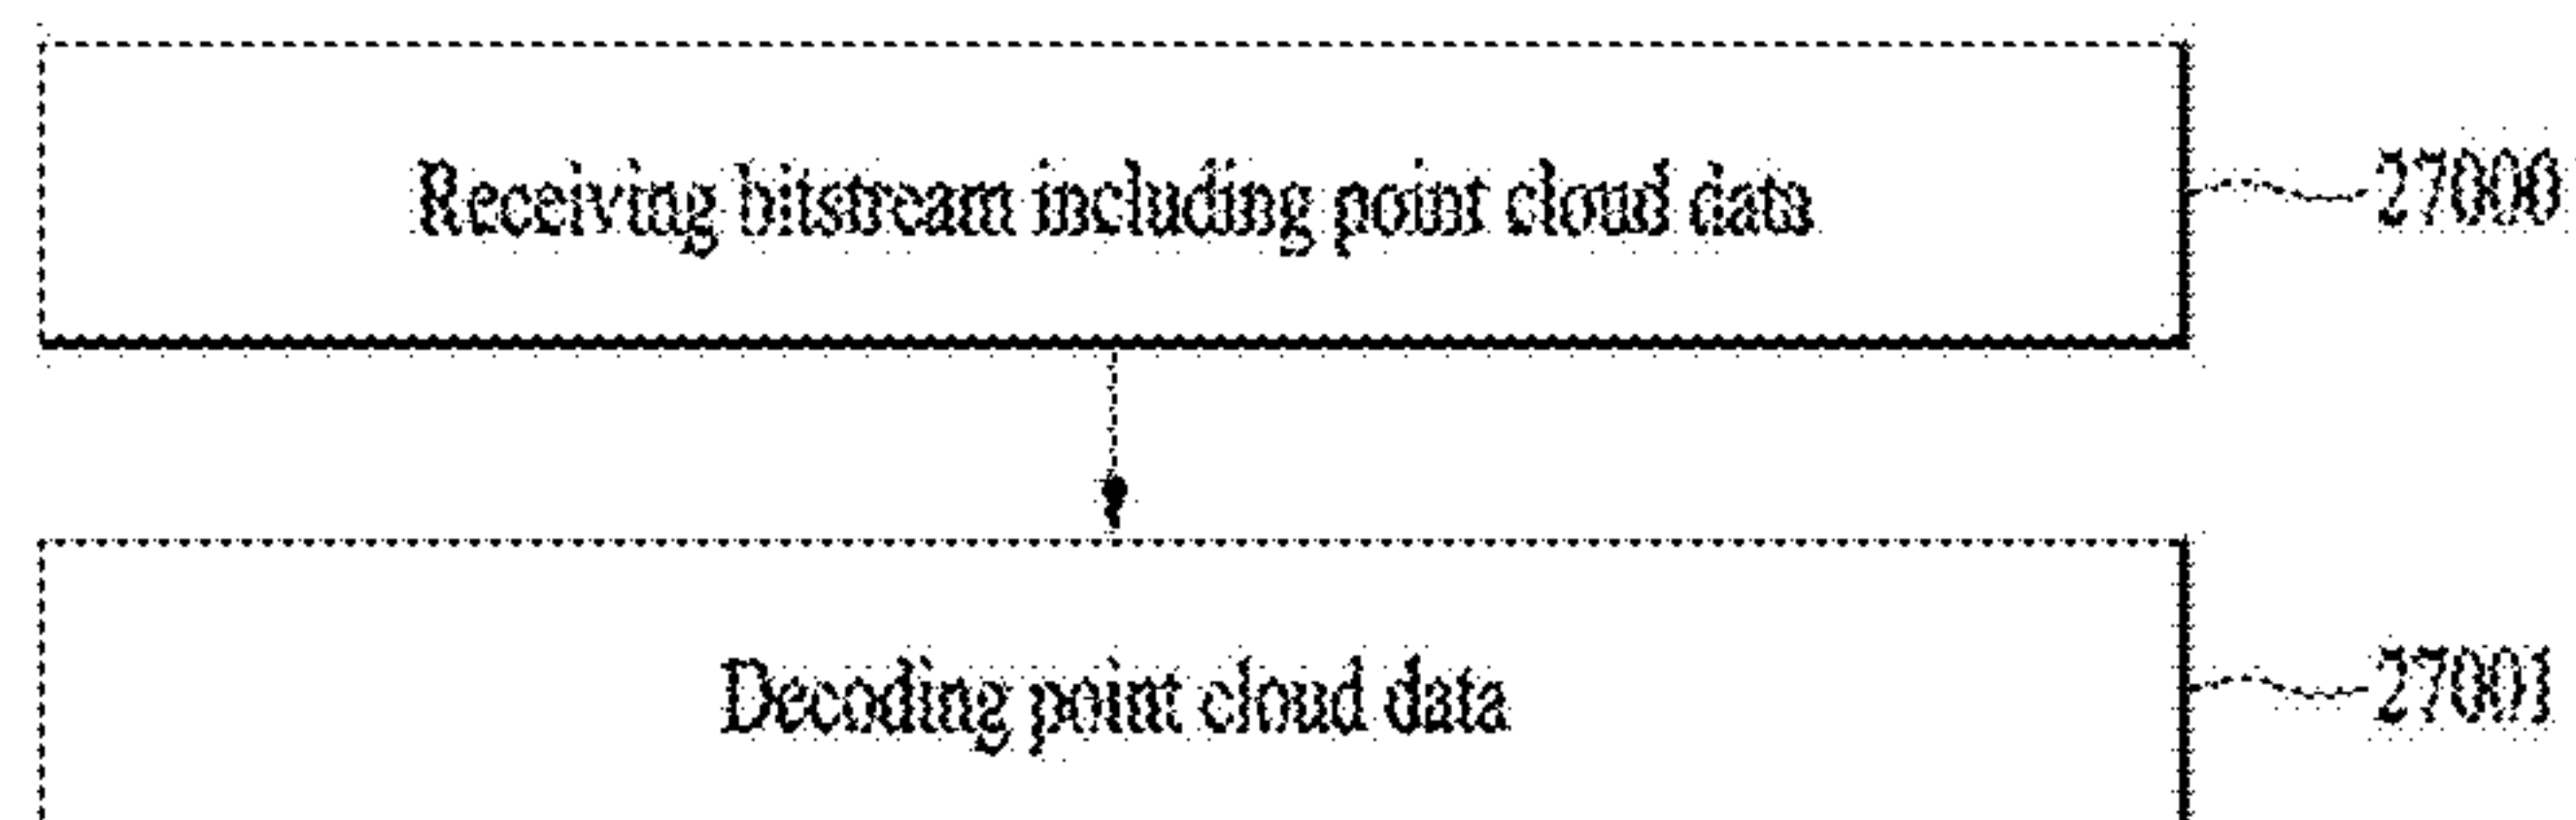 Receiving bitstream including point cloud data
27000
Decoding point cloud data
27001